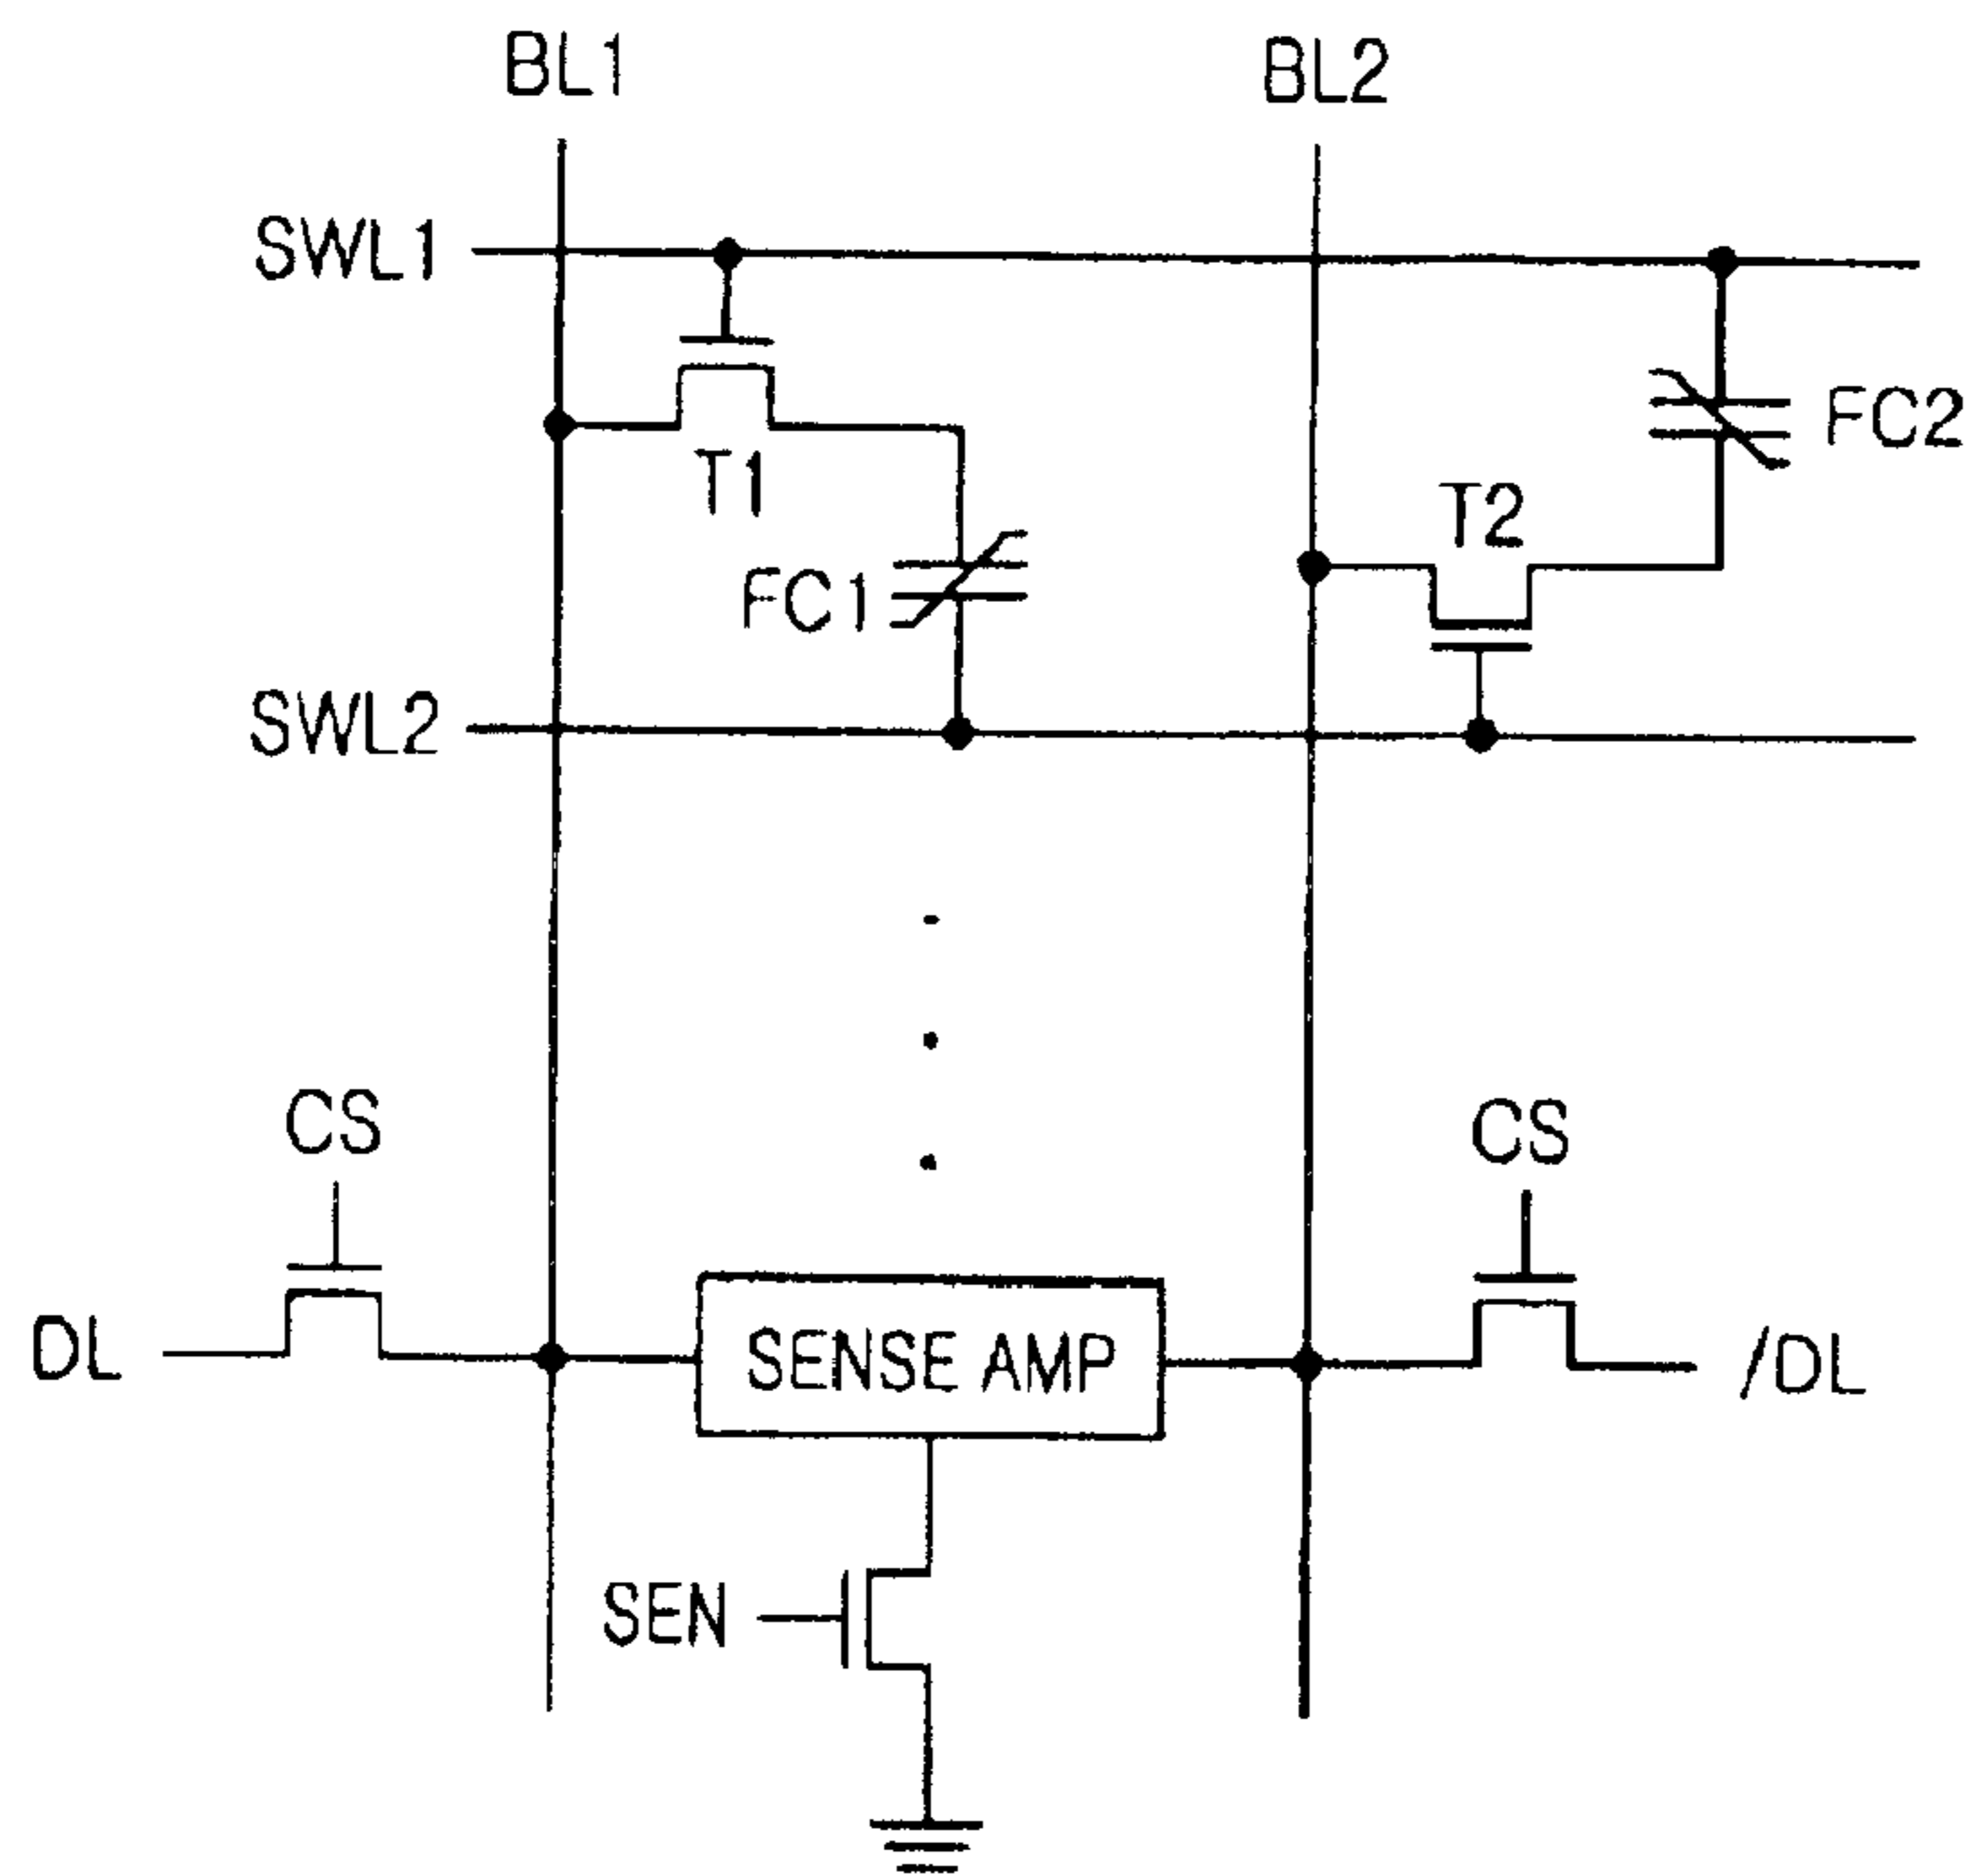 BL1
BL2
SWL1
FC2
T1
T2
FC1
SWL2
CS
CS
DL
SENSE AMP
/DL
SEN